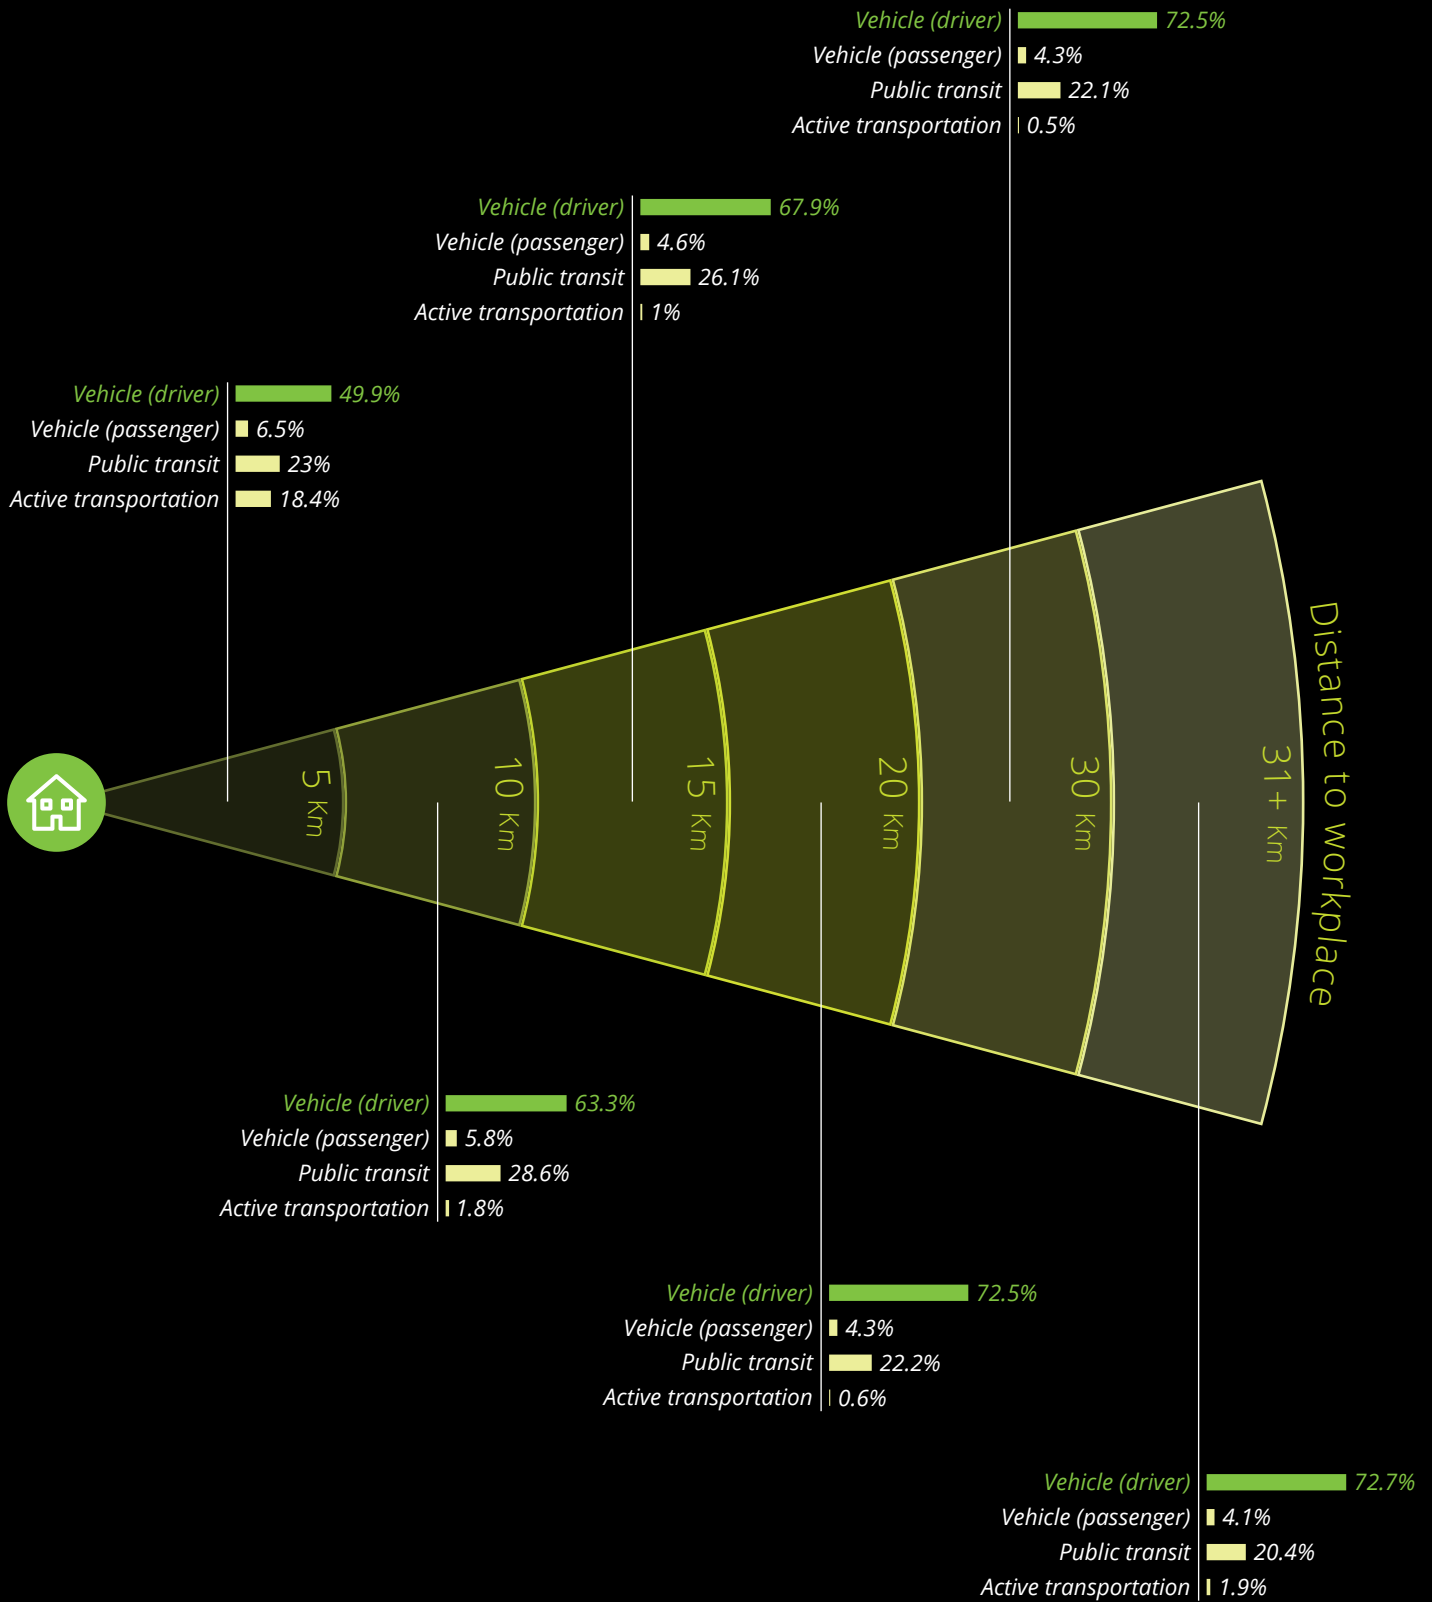 Vehicle (driver) 72.5%
Vehicle (passenger) 4.3%
Public transit 22.1%
Active transportation 0.5%
Vehicle (driver) 67.9%
Vehicle (passenger) 4.6%
Public transit 26.1%
Active transportation 1%
Vehicle (driver) 49.9%
Vehicle (passenger) 6.5%
Public transit 23%
Active transportation 18.4%
5 km
10 km
15 km
20 km
30 km
31+ km
Distance to workplace
Vehicle (driver) 63.3%
Vehicle (passenger) 5.8%
Public transit 28.6%
Active transportation 1.8%
Vehicle (driver) 72.5%
Vehicle (passenger) 4.3%
Public transit 22.2%
Active transportation 0.6%
Vehicle (driver) 72.7%
Vehicle (passenger) 4.1%
Public transit 20.4%
Active transportation 1.9%